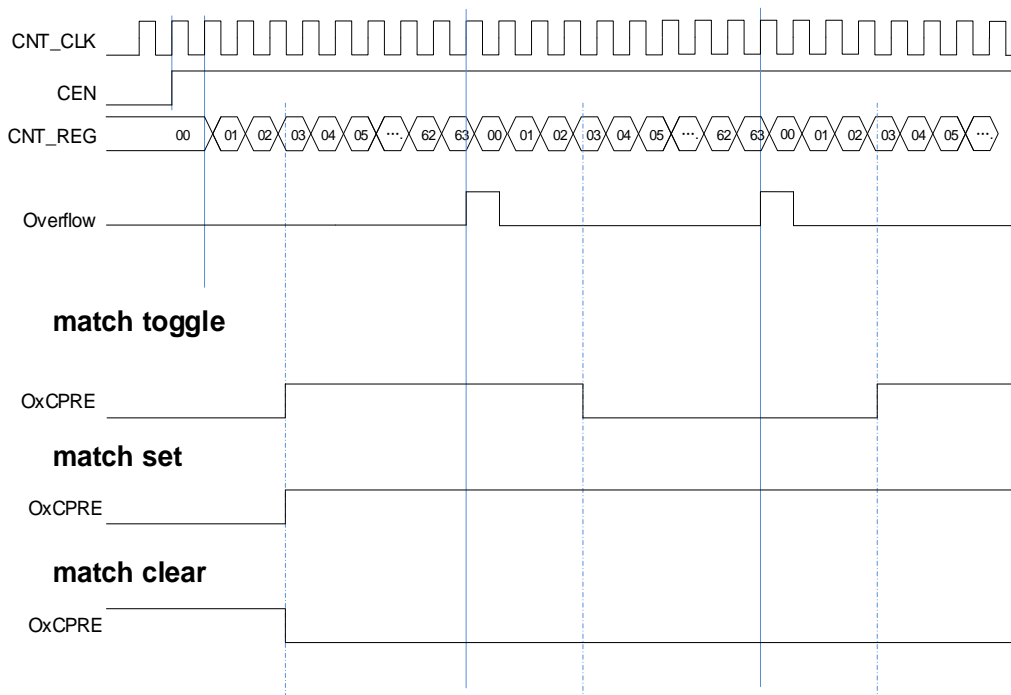 CNT_CLK
CEN
CNT_REG 00 01 02 03 04 05 ... 62 63 00 01 02 03 04 05 ... 62 63 00 01 02 03 04 05 ...
Overflow
match toggle
OxCPRE
match set
OxCPRE
match clear
OxCPRE